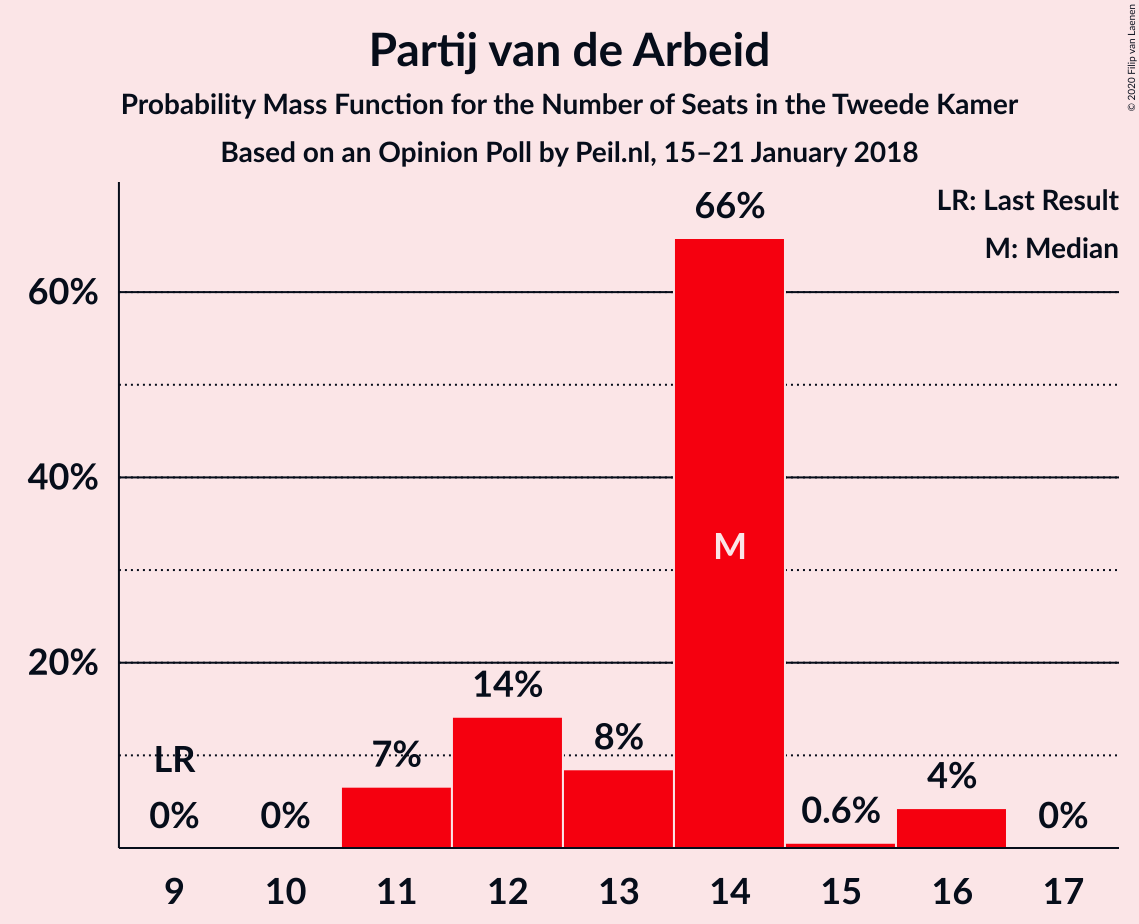 Partij van de Arbeid
Probability Mass Function for the Number of Seats in the Tweede Kamer
Based on an Opinion Poll by Peil.nl, 15–21 January 2018
© 2020 Filip van Laenen
LR: Last Result
M: Median
66%
60%
40%
M
20%
14%
8%
7%
LR
4%
0.6%
0%
0%
0%
9 10 11 12 13 14 15 16 17